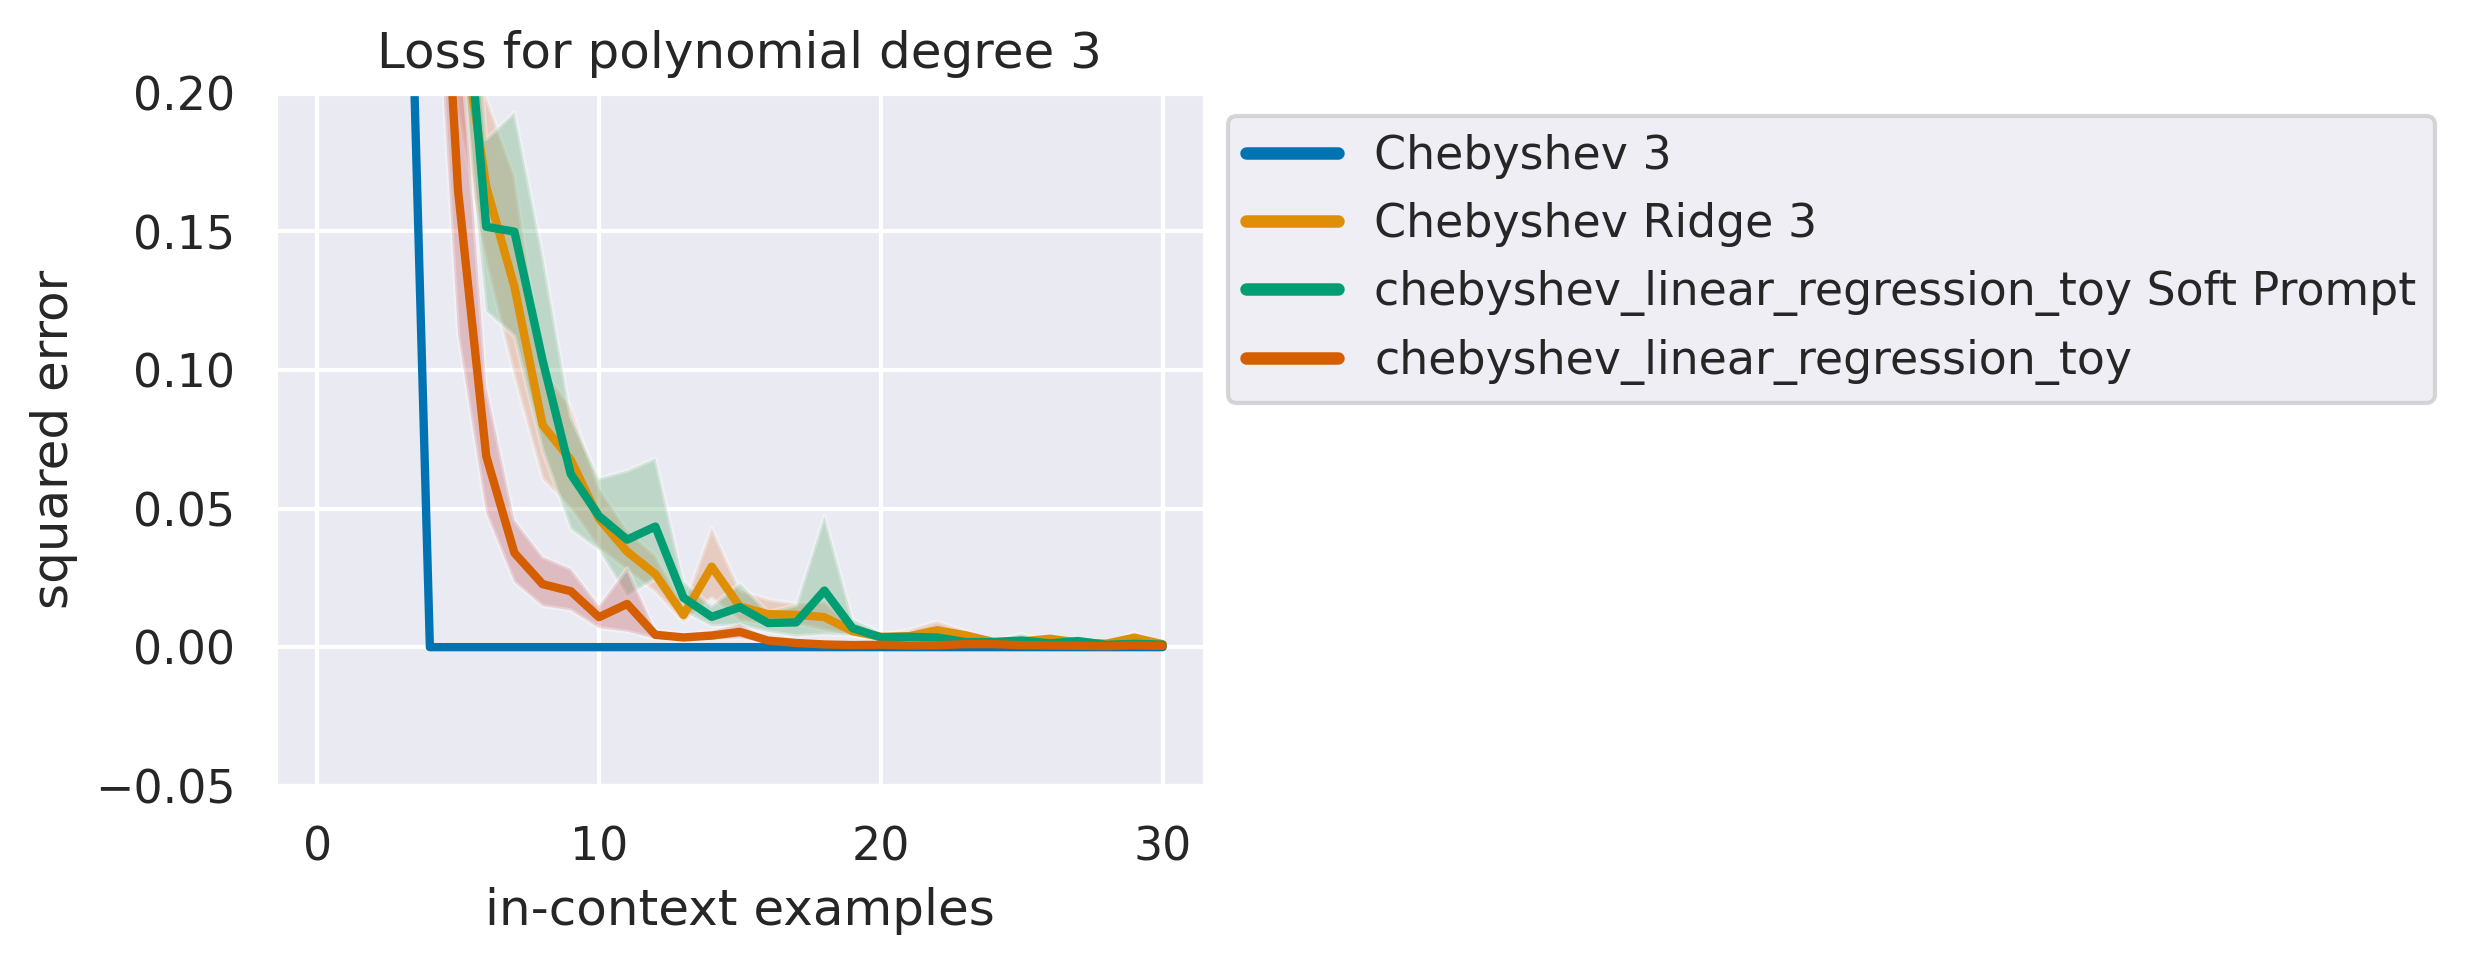 Loss for polynomial degree 3
0.20
0.15
0.10
0.05
0.00
−0.05
squared error
0 10 20 30
in-context examples
Chebyshev 3
Chebyshev Ridge 3
chebyshev_linear_regression_toy Soft Prompt
chebyshev_linear_regression_toy